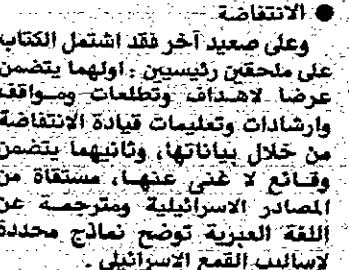 ● الانتفاضة
وعلى صعيد آخر فقد اشتمل الكتاب
على ملحقين رئيسيين : اولهما يتضمن
عرضا لاهداف وتطلعات ومواقف
وارشادات وتعليمات قيادة الانتفاضة
من خلال بياناتها، وثانيهما يتضمن
وقائع لا غنى عنها، مستقاة من
المصادر الاسرائيلية ومترجمة عن
اللغة العبرية توضح نماذج محددة
لاساليب القمع الاسرائيلي .